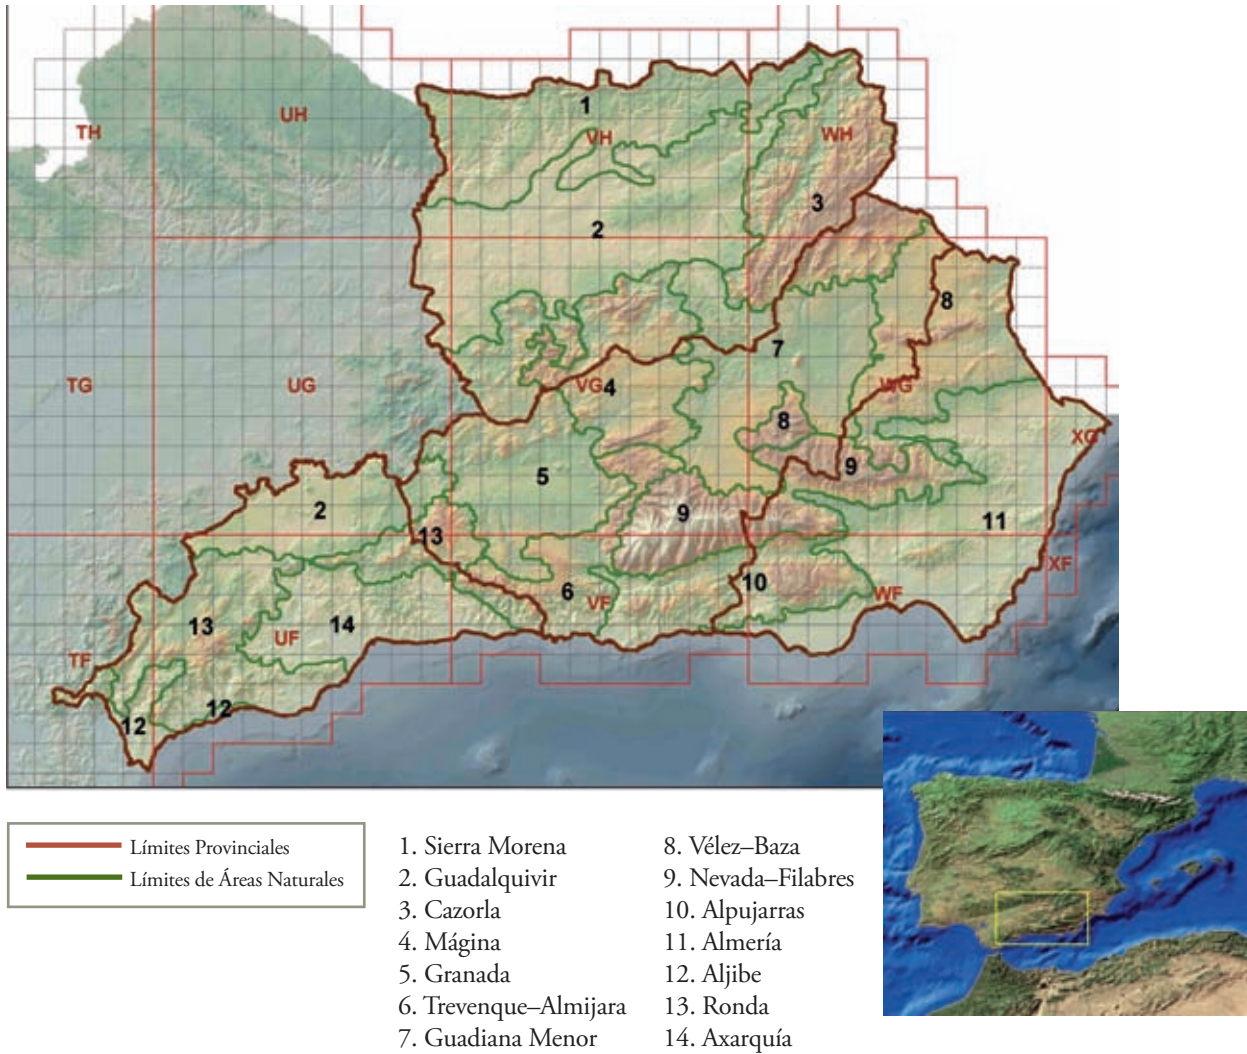 1
UH
TH
VH
WH
3
2
8
7
TG
UG
VG 4
WG
8
XG
9
5
2
9
11
13
XF
10
6
VF
WF
13
14
UF
TF
12
12
Límites Provinciales
Límites de Áreas Naturales
1. Sierra Morena
2. Guadalquivir
3. Cazorla
4. Mágina
5. Granada
6. Trevenque–Almijara
7. Guadiana Menor
8. Vélez–Baza
9. Nevada–Filabres
10. Alpujarras
11. Almería
12. Aljibe
13. Ronda
14. Axarquía